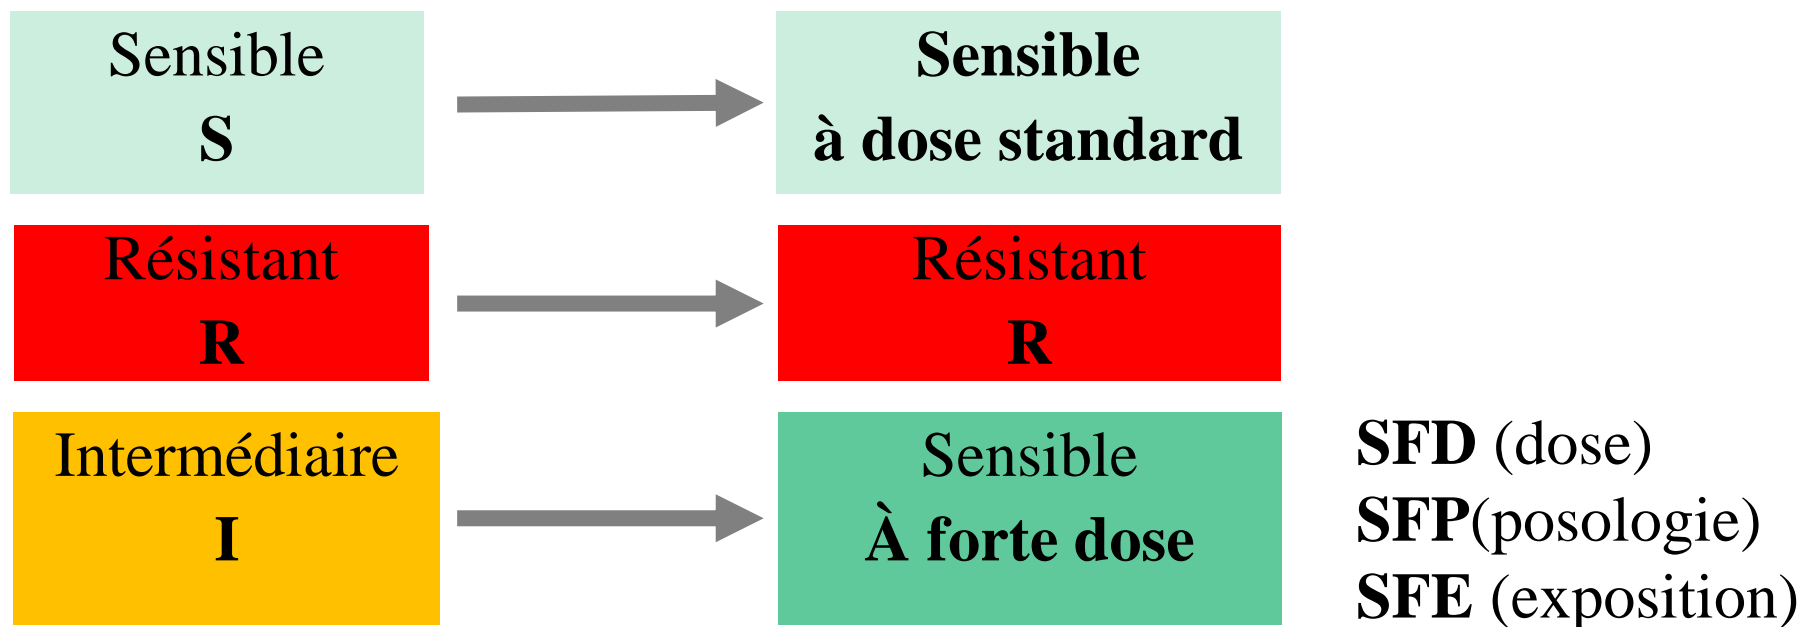 Sensible
S
Sensible
à dose standard
Résistant
R
Résistant
R
Intermédiaire
I
Sensible
À forte dose
SFD (dose)
SFP(posologie)
SFE (exposition)